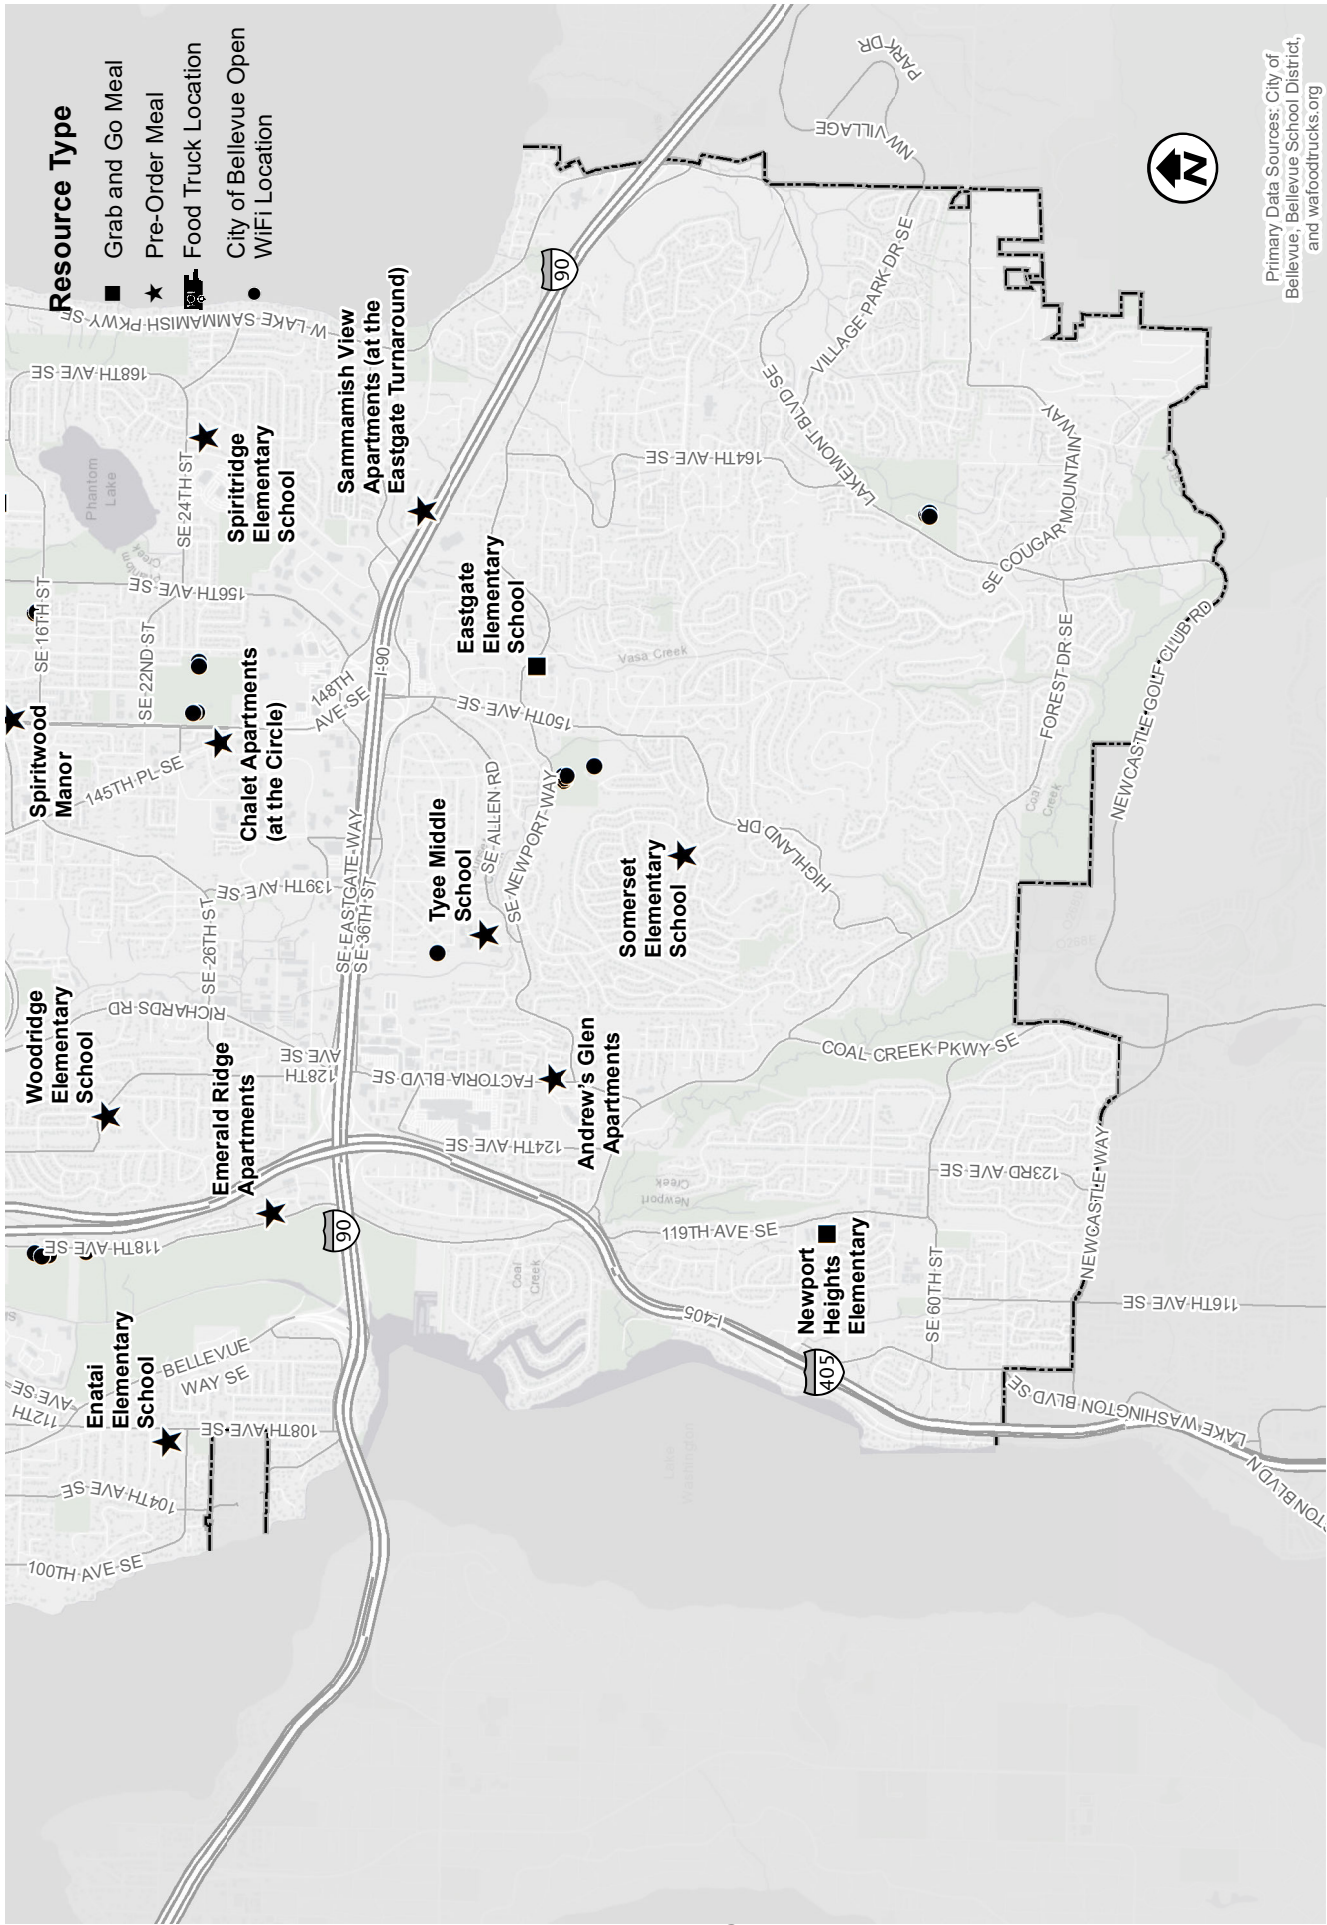 Resource Type
Grab and Go Meal
Pre-Order Meal
Food Truck Location
City of Bellevue Open
WiFi Location
Enatai
Elementary
School
Emerald Ridge
Apartments
Woodridge
Elementary
School
Spiritwood
Manor
Chalet Apartments
(at the Circle)
Spiritridge
Elementary
School
Sammamish View
Apartments (at the
Eastgate Turnaround)
Tyee Middle
School
Eastgate
Elementary
School
Andrew's Glen
Apartments
Somerset
Elementary
School
Newport
Heights
Elementary
100TH AVE SE
104TH AVE SE
108TH AVE SE
112TH
AVE SE
BELLEVUE
WAY SE
118TH AVE SE
RICHARDS RD
128TH
AVE SE
SE 26TH ST
139TH AVE SE
145TH PL SE
SE 22ND ST
SE 16TH ST
148TH
AVE SE
156TH AVE SE
SE 24TH ST
168TH AVE SE
W LAKE SAMMAMISH PKWY SE
Phantom
Lake
Phantom
Creek
SE EASTGATE WAY
SE 36TH ST
I-90
90
90
FACTORIA BLVD SE
124TH AVE SE
SE ALLEN RD
SE NEWPORT WAY
150TH AVE SE
Vasa Creek
164TH AVE SE
HIGHLAND DR
LAKEMONT BLVD SE
VILLAGE PARK DR SE
NW VILLAGE
PARK DR
SE COUGAR MOUNTAIN
WAY
FOREST DR SE
Coal
Creek
NEWCASTLE GOLF CLUB RD
COAL CREEK PKWY SE
Newport
Creek
119TH AVE SE
123RD AVE SE
SE 60TH ST
116TH AVE SE
NEWCASTLE WAY
Coal
Creek
I-405
405
Lake
Washington
LAKE WASHINGTON BLVD SE
TON BLVD N
N
Primary Data Sources: City of
Bellevue, Bellevue School District,
and wafoodtrucks.org